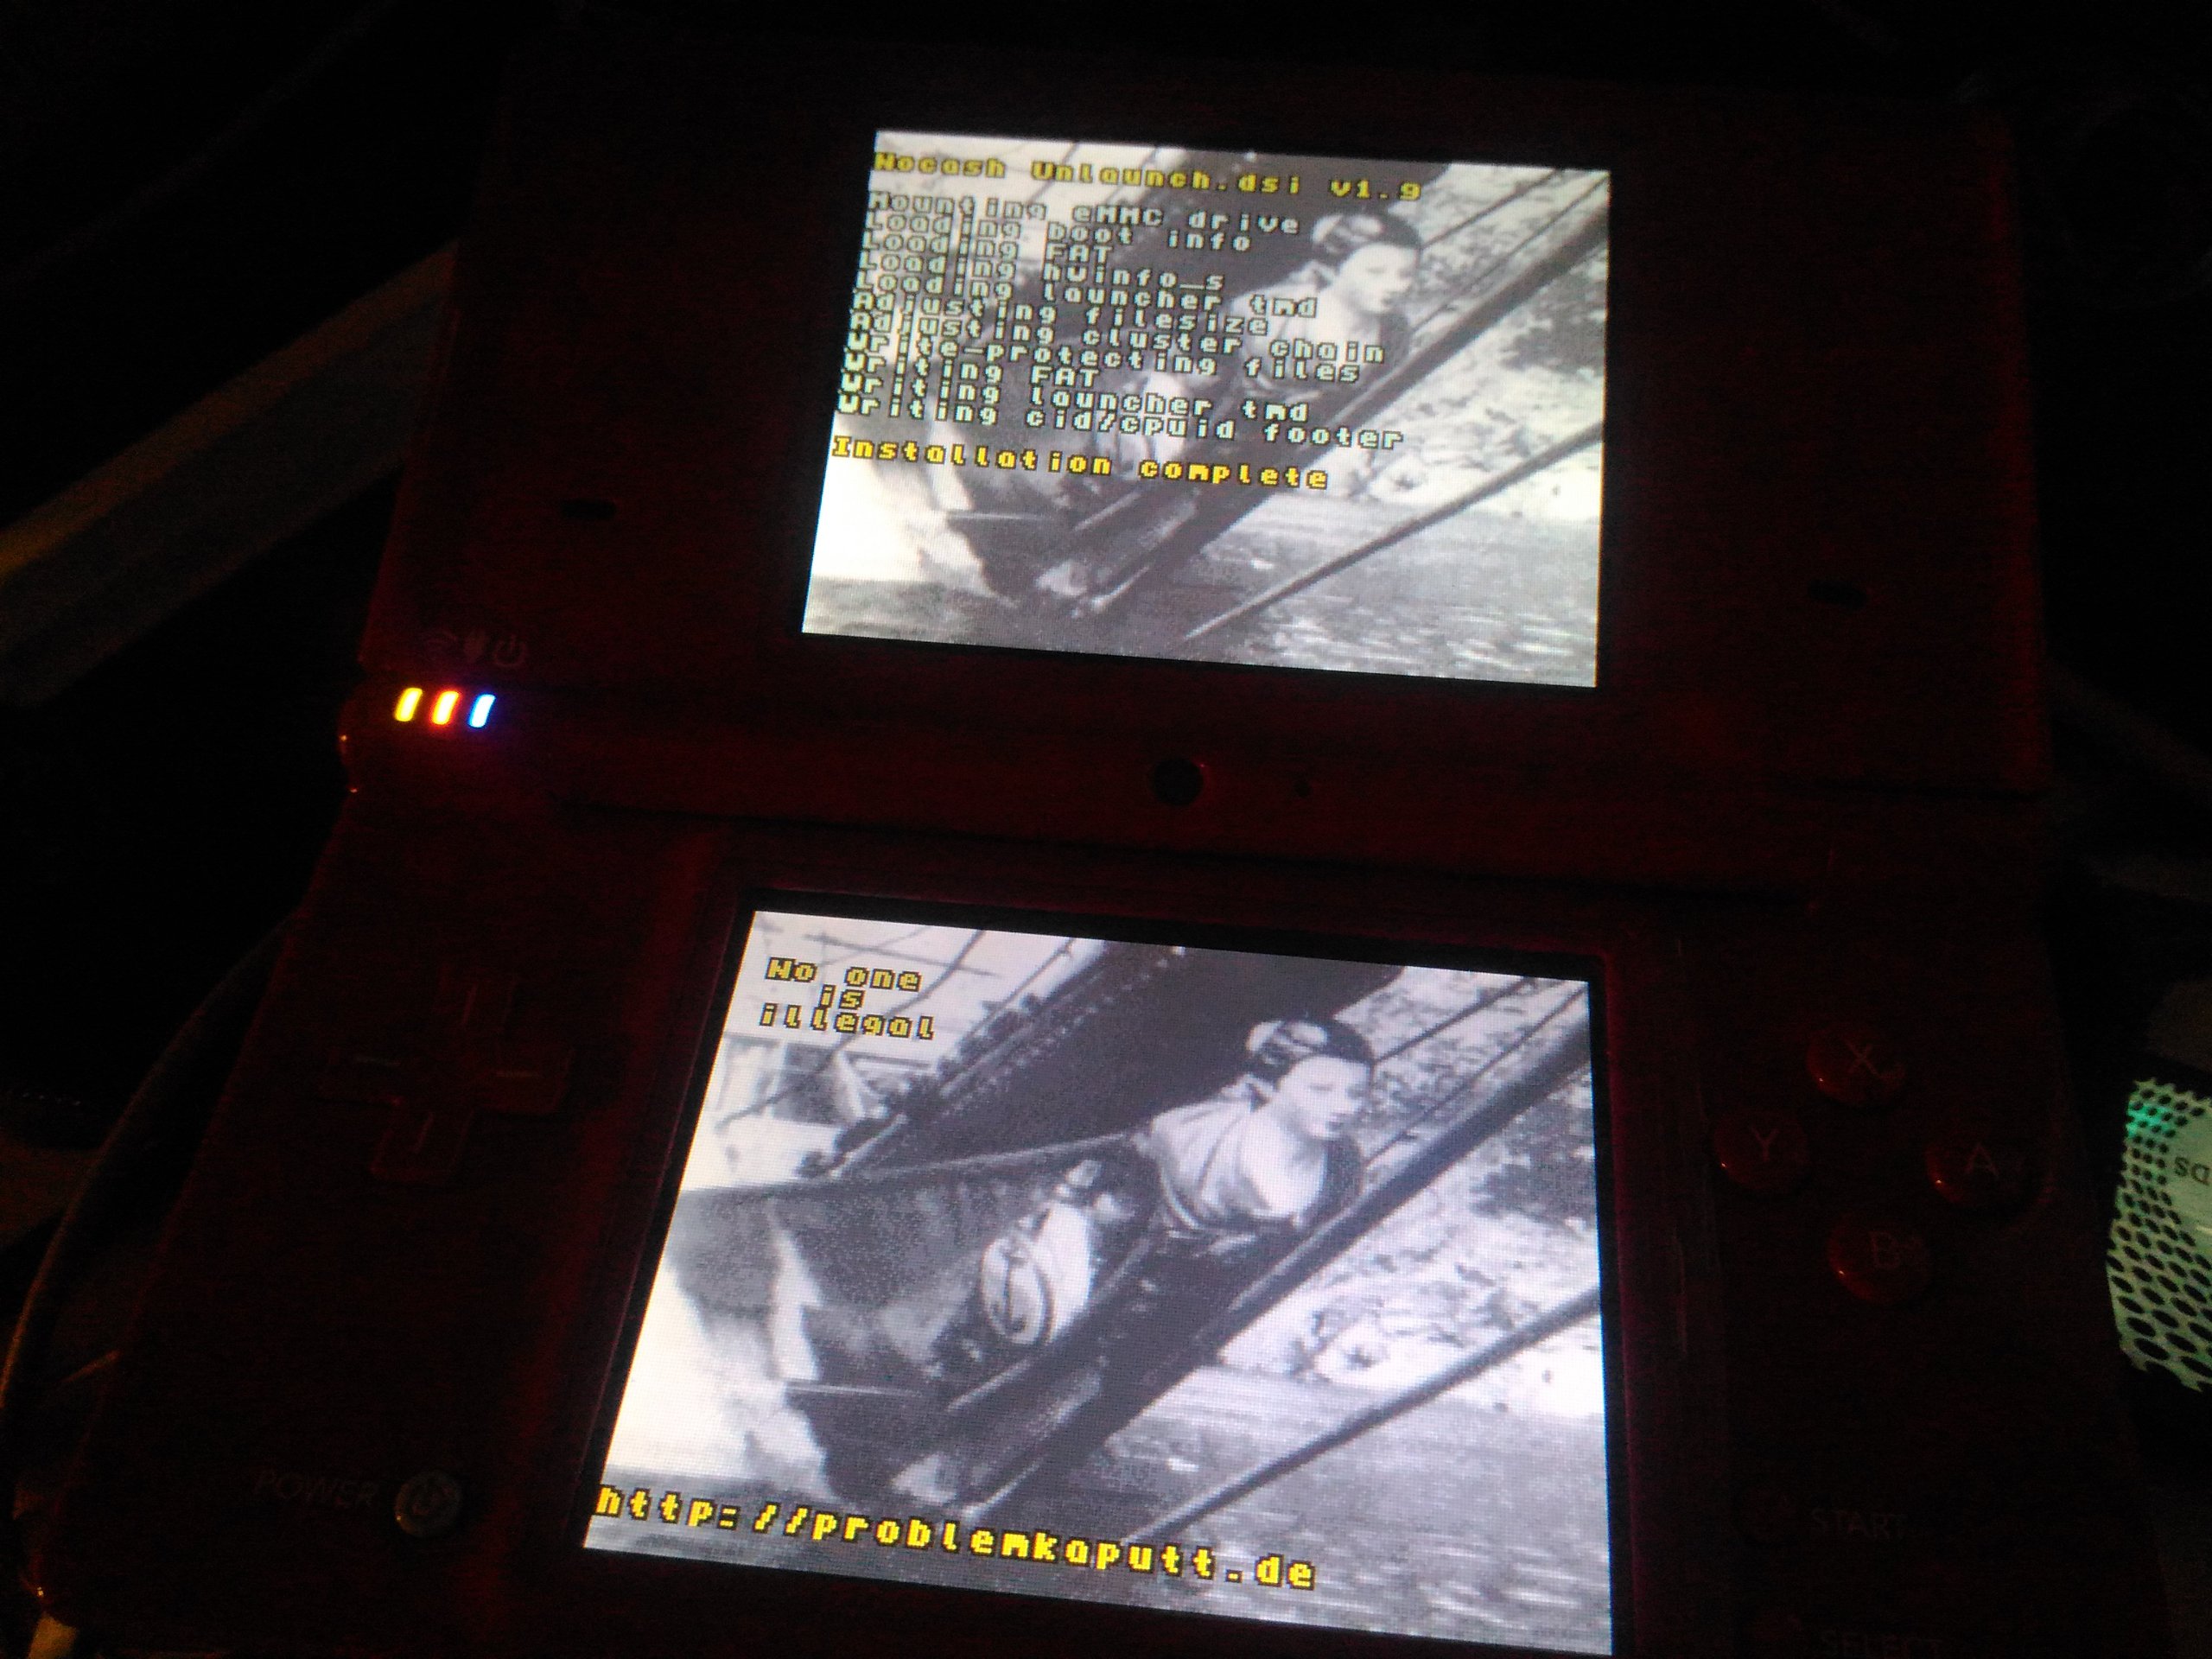 Nocash Unlaunch.dsi v1.9
Mounting eMMC drive
Loading boot info
Loading FAT
Loading hwinfo_s
Loading launcher tmd
Adjusting filesize
Adjusting cluster chain
Write-protecting files
Writing FAT
Writing launcher tmd
Writing cid/cpuid footer
Installation complete
No one
is
illegal
http://problemkaputt.de
X
Y
A
B
POWER
START
SELECT